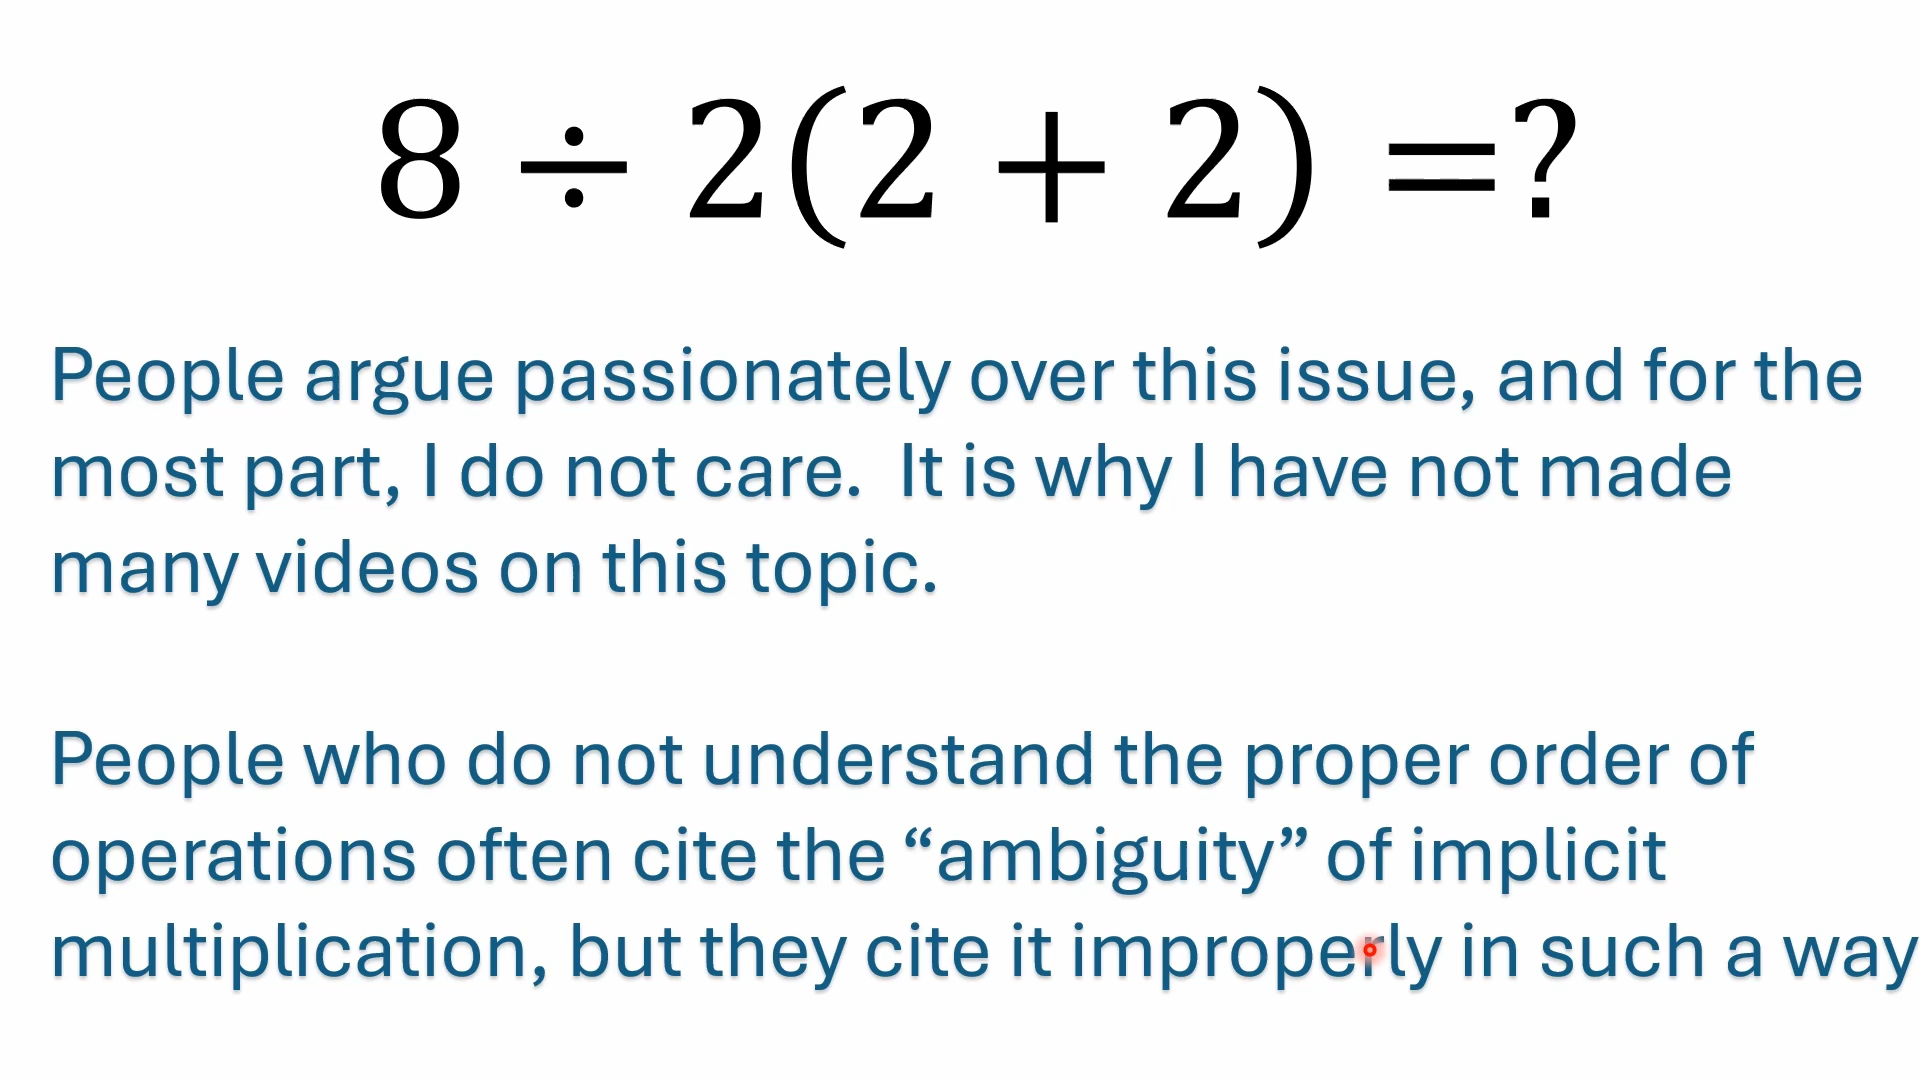 8 ÷ 2(2 + 2) =?
People argue passionately over this issue, and for the
most part, I do not care.  It is why I have not made
many videos on this topic.
People who do not understand the proper order of
operations often cite the “ambiguity” of implicit
multiplication, but they cite it improperly in such a way